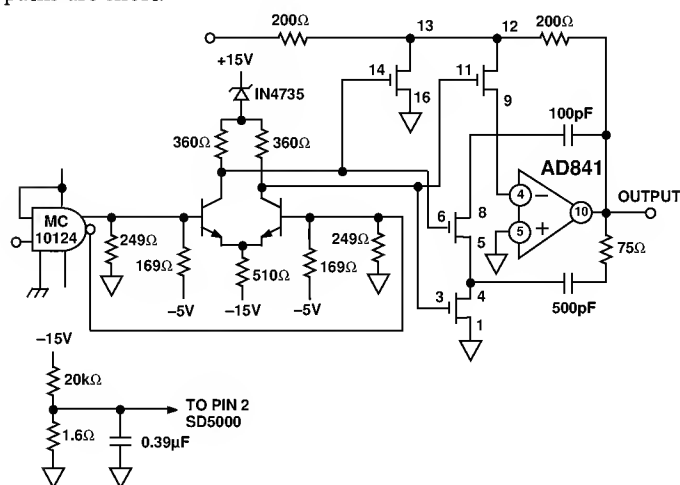 200Ω
13
12
200Ω
+15V
14
11
16
9
IN4735
100pF
360Ω
360Ω
AD841
4
−
10
OUTPUT
5
+
6
8
5
MC
10124
249Ω
169Ω
510Ω
169Ω
249Ω
75Ω
−5V
−15V
−5V
3
4
1
500pF
−15V
20kΩ
TO PIN 2
SD5000
1.6Ω
0.39µF